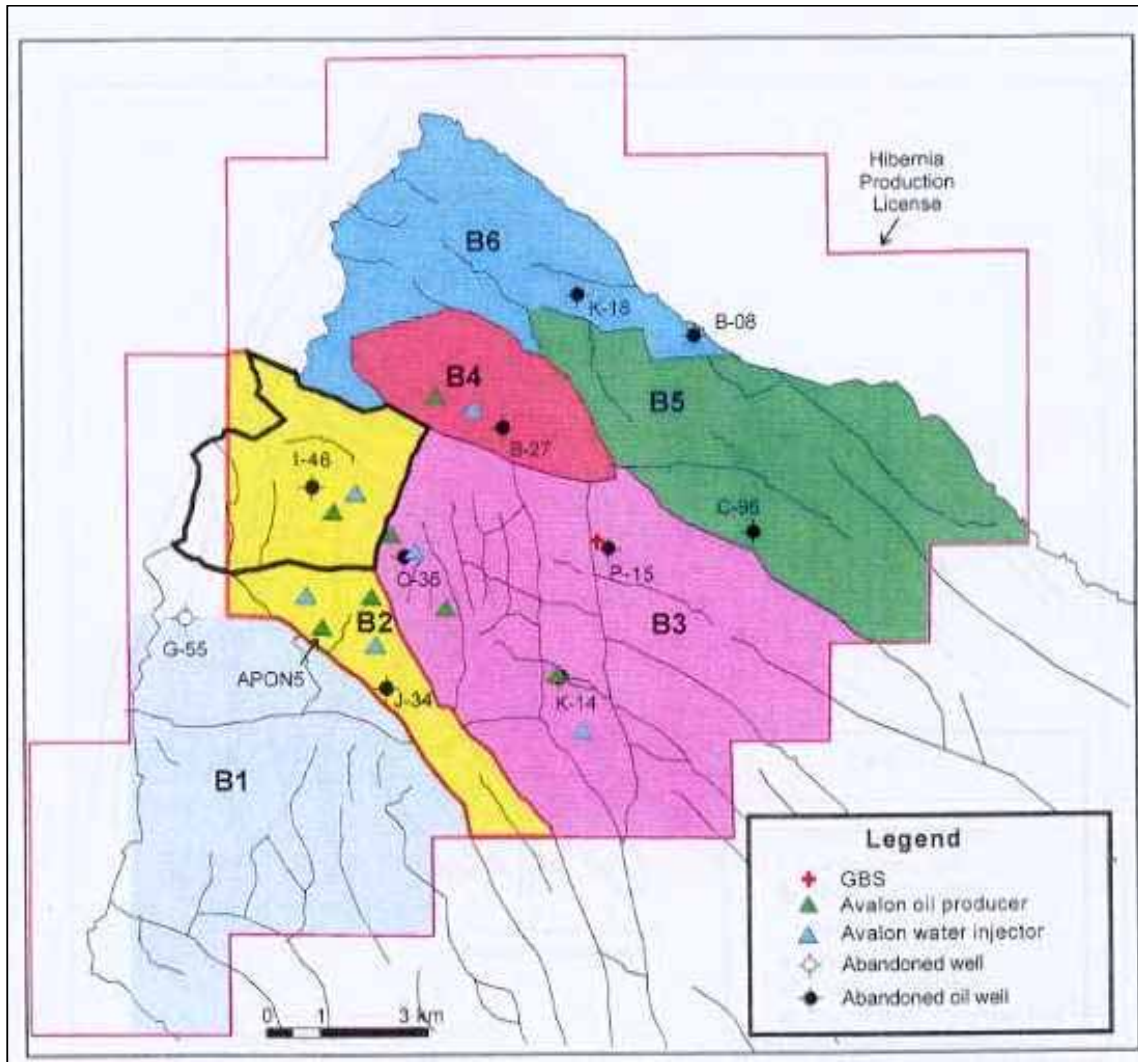 Hibernia
Production
License
B6
K-18
B-08
B4
B5
B-27
I-46
C-96
O-35
P-15
B2
B3
G-55
APON5
J-34
K-14
B1
Legend
GBS
Avalon oil producer
Avalon water injector
Abandoned well
Abandoned oil well
0 1 3 km